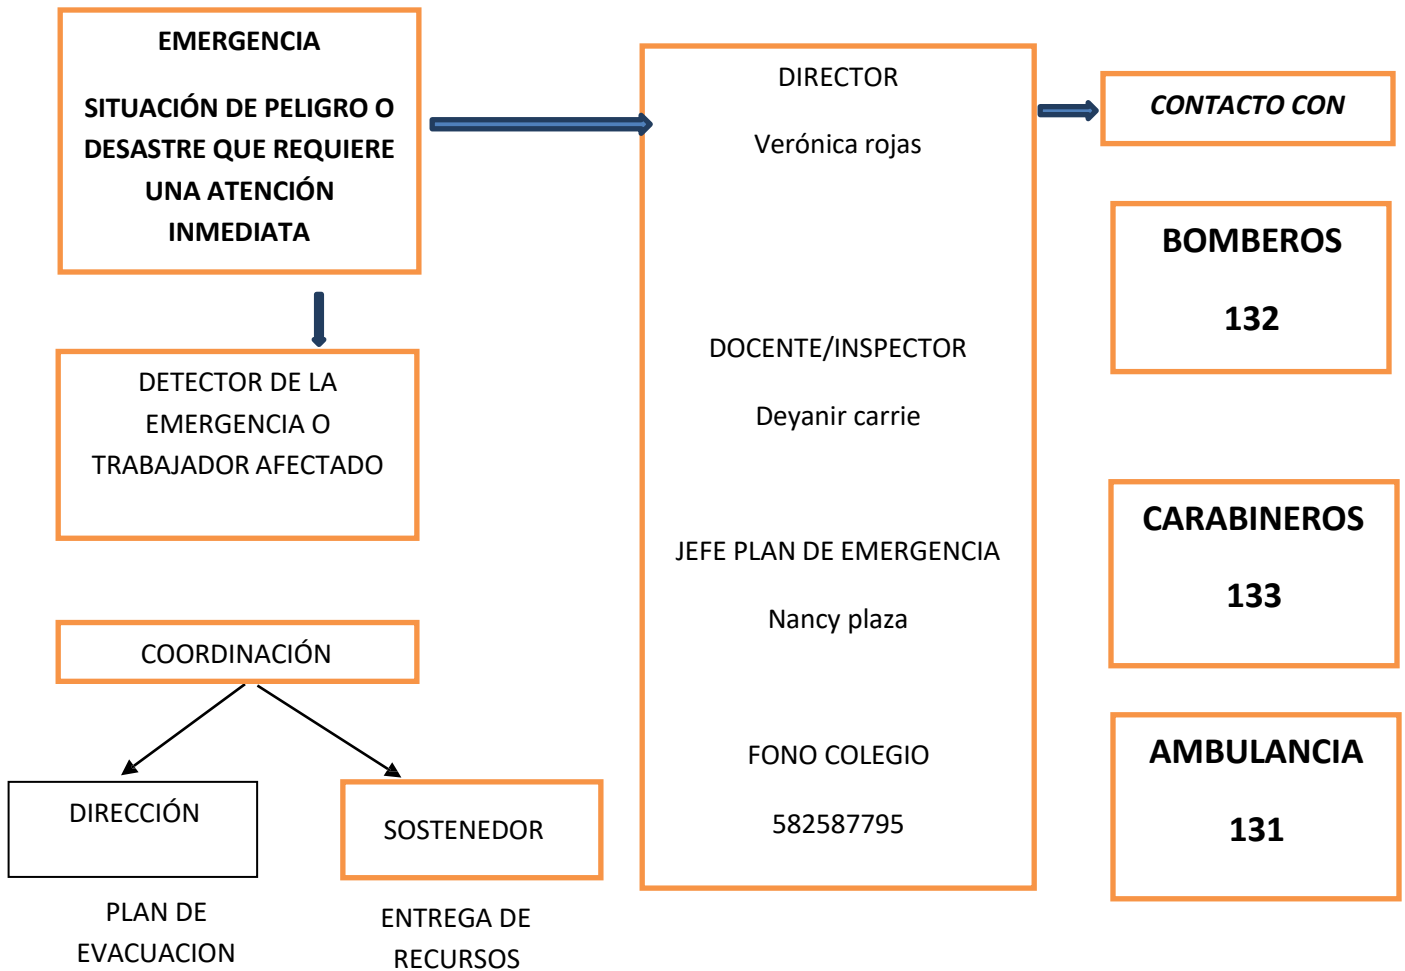 EMERGENCIA
SITUACIÓN DE PELIGRO O
DESASTRE QUE REQUIERE
UNA ATENCIÓN
INMEDIATA
DETECTOR DE LA
EMERGENCIA O
TRABAJADOR AFECTADO
COORDINACIÓN
DIRECCIÓN
SOSTENEDOR
PLAN DE
EVACUACION
ENTREGA DE
RECURSOS
DIRECTOR
Verónica rojas
DOCENTE/INSPECTOR
Deyanir carrie
JEFE PLAN DE EMERGENCIA
Nancy plaza
FONO COLEGIO
582587795
CONTACTO CON
BOMBEROS
132
CARABINEROS
133
AMBULANCIA
131